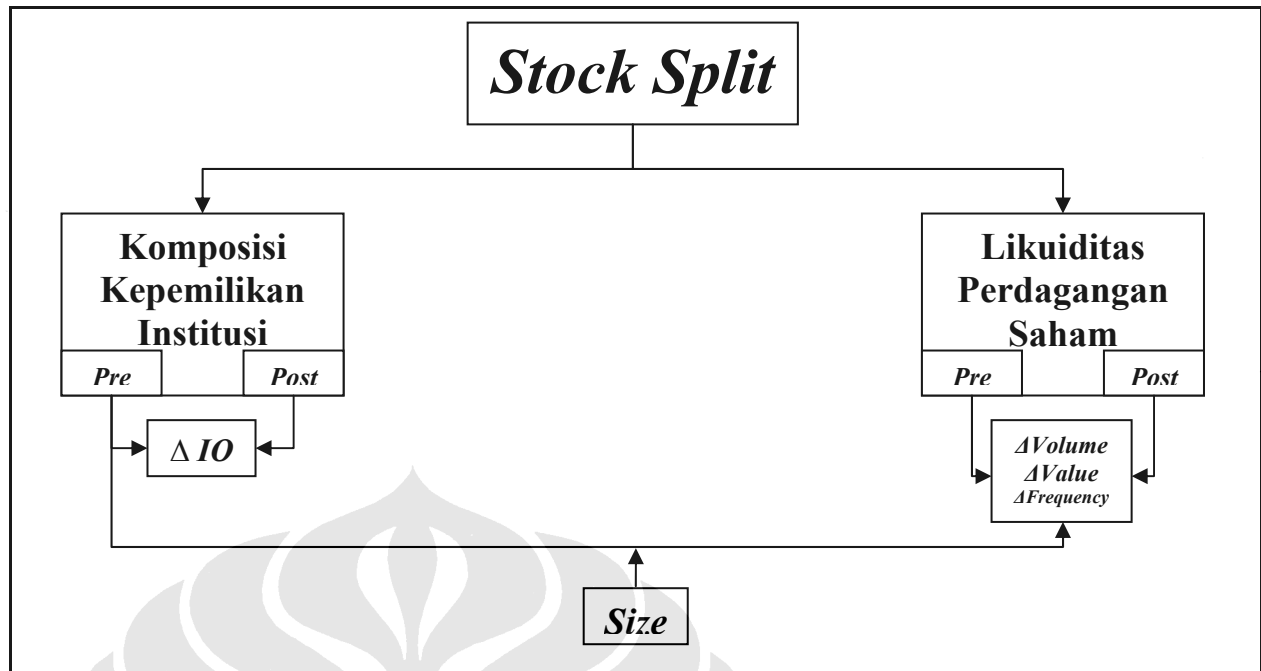 Stock Split
Komposisi
Kepemilikan
Institusi
Pre
Post
Δ IO
Likuiditas
Perdagangan
Saham
Pre
Post
ΔVolume
ΔValue
ΔFrequency
Size